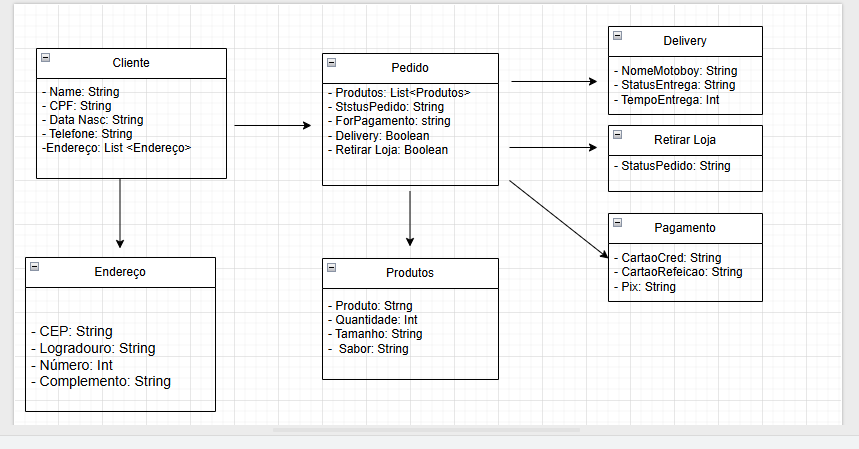 Cliente
- Name: String
- CPF: String
- Data Nasc: String
- Telefone: String
-Endereço: List <Endereço>
Pedido
- Produtos: List<Produtos>
- StstusPedido: String
- ForPagamento: string
- Delivery: Boolean
- Retirar Loja: Boolean
Delivery
- NomeMotoboy: String
- StatusEntrega: String
- TempoEntrega: Int
Retirar Loja
- StatusPedido: String
Pagamento
- CartaoCred: String
- CartaoRefeicao: String
- Pix: String
Endereço
- CEP: String
- Logradouro: String
- Número: Int
- Complemento: String
Produtos
- Produto: Strng
- Quantidade: Int
- Tamanho: String
- Sabor: String